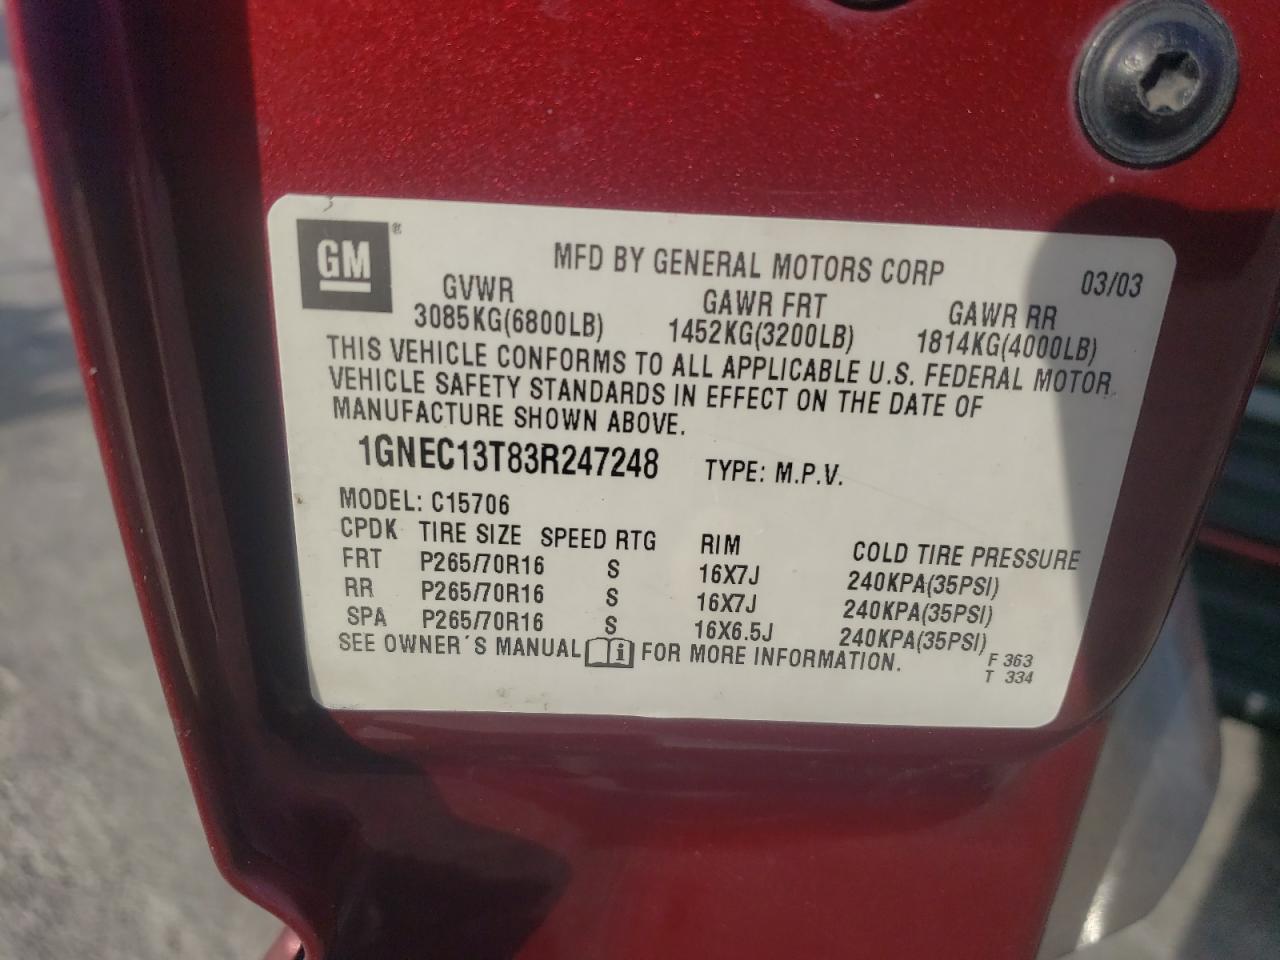 GM ®
MFD BY GENERAL MOTORS CORP 03/03
GVWR GAWR FRT GAWR RR
3085KG(6800LB) 1452KG(3200LB) 1814KG(4000LB)
THIS VEHICLE CONFORMS TO ALL APPLICABLE U.S. FEDERAL MOTOR
VEHICLE SAFETY STANDARDS IN EFFECT ON THE DATE OF
MANUFACTURE SHOWN ABOVE.
1GNEC13T83R247248 TYPE: M.P.V.
MODEL: C15706
CPDK TIRE SIZE SPEED RTG RIM COLD TIRE PRESSURE
FRT P265/70R16 S 16X7J 240KPA(35PSI)
RR P265/70R16 S 16X7J 240KPA(35PSI)
SPA P265/70R16 S 16X6.5J 240KPA(35PSI)
SEE OWNER´S MANUAL FOR MORE INFORMATION.
F 363
T 334